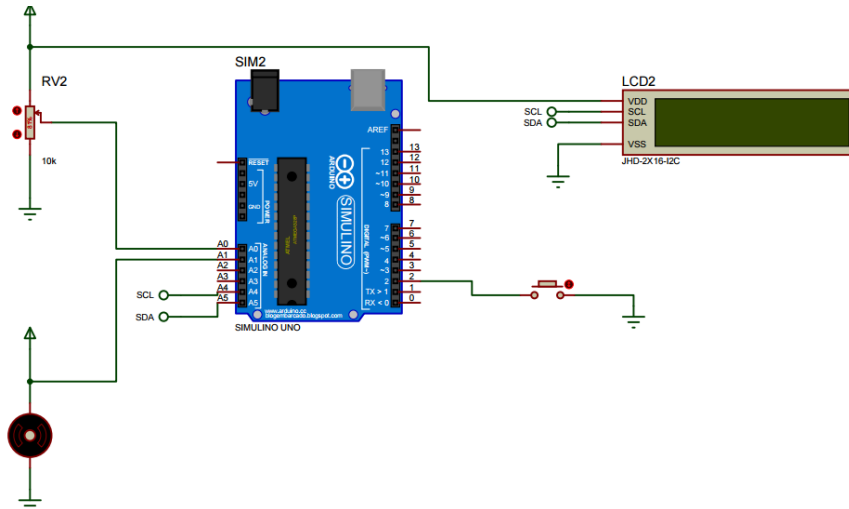 SIM2
RV2
10k
LCD2
VDD
SCL
SDA
VSS
SCL
SDA
JHD-2X16-I2C
AREF
13
12
~11
10
~10
9
~9
8
8
13
12
11
RESET
5V
POWER
GND
ARDUINO
SIMULINO
ATMEL
DIGITAL (PWM~)
ANALOG IN
A0
A1
A2
A3
A4
A5
A0
A1
A2
A3
A4
A5
7
~6
~5
4
~3
2
TX > 1
RX < 0
7
6
5
4
3
2
1
0
SCL
SDA
www.arduino.cc
blogembarcado.blogspot.com
SIMULINO UNO